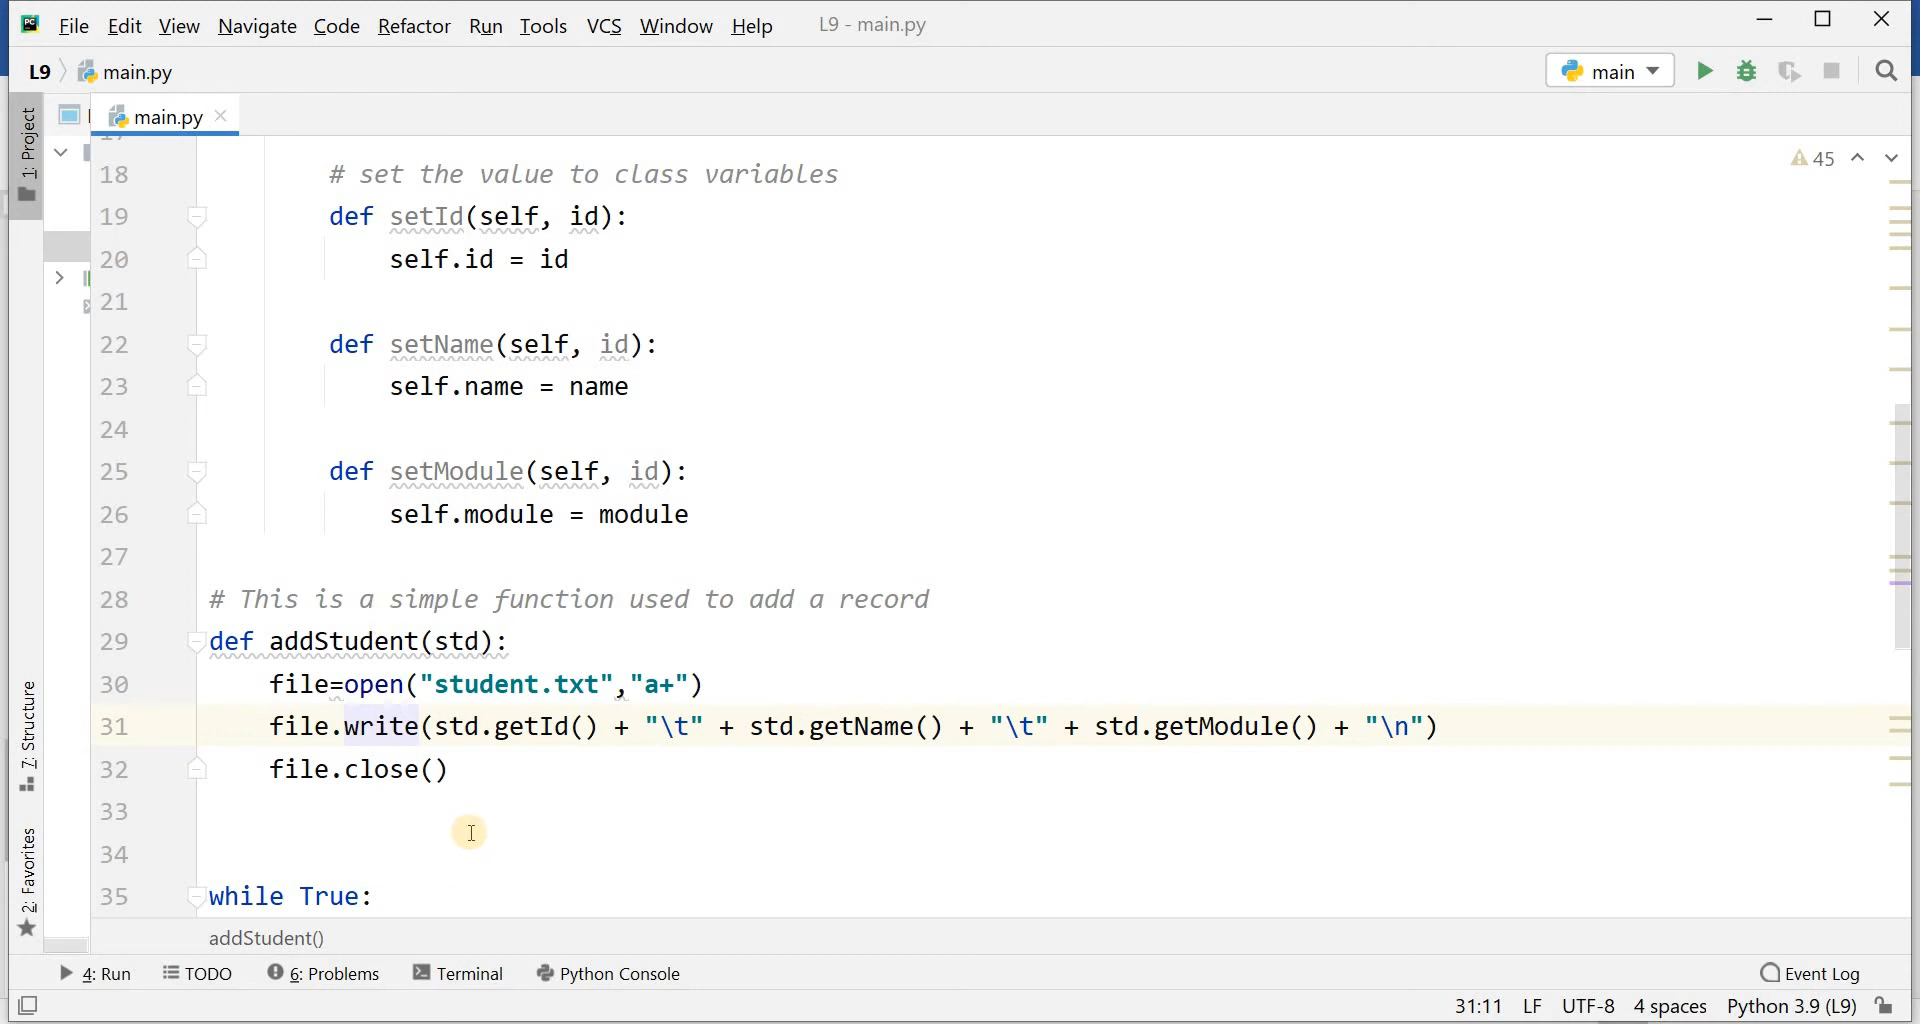 File Edit View Navigate Code Refactor Run Tools VCS Window Help L9 - main.py
L9 main.py main
main.py
1: Project
45
18 # set the value to class variables
19 def setId(self, id):
20 self.id = id
21
22 def setName(self, id):
23 self.name = name
24
25 def setModule(self, id):
26 self.module = module
27
28 # This is a simple function used to add a record
29 def addStudent(std):
30 file=open("student.txt","a+")
31 file.write(std.getId() + "\t" + std.getName() + "\t" + std.getModule() + "\n")
32 file.close()
33
34
35 while True:
7: Structure
2: Favorites
addStudent()
4: Run TODO 6: Problems Terminal Python Console Event Log
31:11 LF UTF-8 4 spaces Python 3.9 (L9)